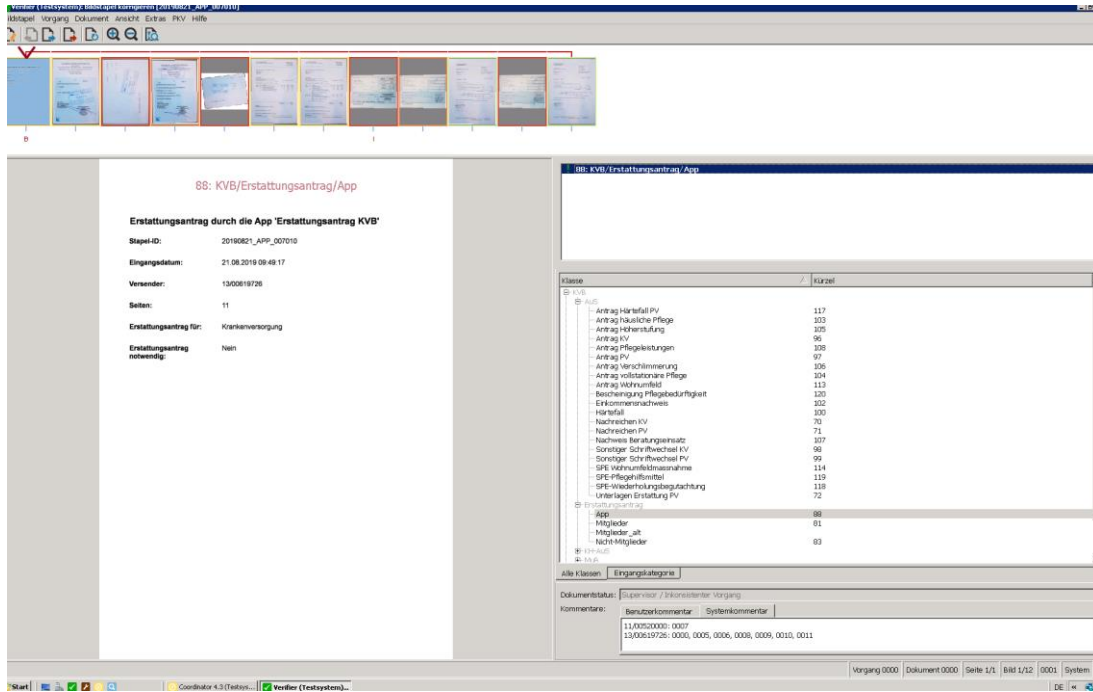 Verifier (Testsystem): Bildstapel korrigieren [20190821_APP_007010]
Bildstapel Vorgang Dokument Ansicht Extras PKV Hilfe
B
I
88: KVB/Erstattungsantrag/App
Erstattungsantrag durch die App 'Erstattungsantrag KVB'
Stapel-ID: 20190821_APP_007010
Eingangsdatum: 21.08.2019 09:49:17
Versender: 13/00619726
Seiten: 11
Erstattungsantrag für: Krankenversorgung
Erstattungsantrag notwendig: Nein
! 88: KVB/Erstattungsantrag/App
Klasse / Kürzel
KVB
AuS
Antrag Härtefall PV 117
Antrag häusliche Pflege 103
Antrag Höherstufung 105
Antrag KV 96
Antrag Pflegeleistungen 108
Antrag PV 97
Antrag Verschlimmerung 106
Antrag vollstationäre Pflege 104
Antrag Wohnumfeld 113
Bescheinigung Pflegebedürftigkeit 120
Einkommensnachweis 102
Härtefall 100
Nachreichen KV 70
Nachreichen PV 71
Nachweis Beratungseinsatz 107
Sonstiger Schriftwechsel KV 98
Sonstiger Schriftwechsel PV 99
SPE Wohnumfeldmassnahme 114
SPE-Pflegehilfsmittel 119
SPE-Wiederholungsbegutachtung 118
Unterlagen Erstattung PV 72
Erstattungsantrag
App 88
Mitglieder 81
Mitglieder_alt
Nicht-Mitglieder 83
KH-AuS
MuB
Alle Klassen Eingangskategorie
Dokumentstatus: Supervisor / Inkonsistenter Vorgang
Kommentare: Benutzerkommentar Systemkommentar
11/00520000: 0007
13/00619726: 0000, 0005, 0006, 0008, 0009, 0010, 0011
Vorgang 0000 Dokument 0000 Seite 1/1 Bild 1/12 0001 System
Start Coordinator 4.3 (Testsys... Verifier (Testsystem)... DE «